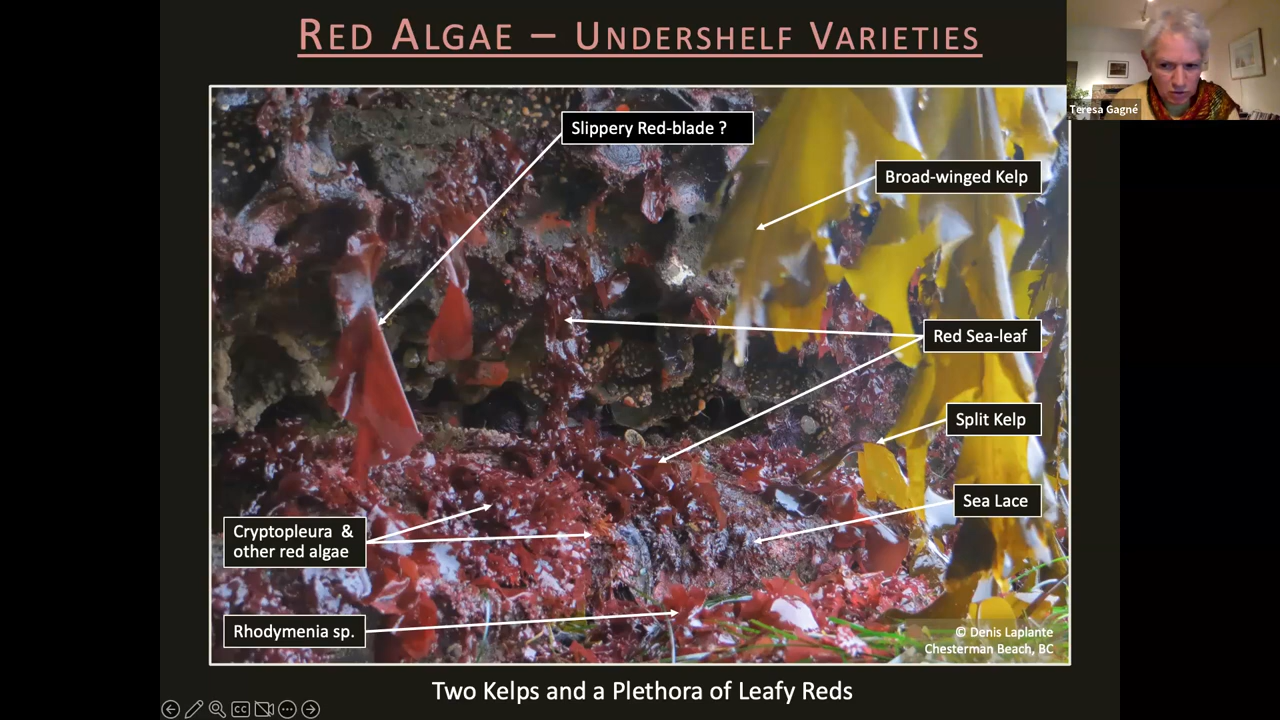 RED ALGAE – UNDERSHELF VARIETIES
Teresa Gagné
Slippery Red-blade ?
Broad-winged Kelp
Red Sea-leaf
Split Kelp
Sea Lace
Cryptopleura &
other red algae
Rhodymenia sp.
© Denis Laplante
Chesterman Beach, BC
Two Kelps and a Plethora of Leafy Reds
CC